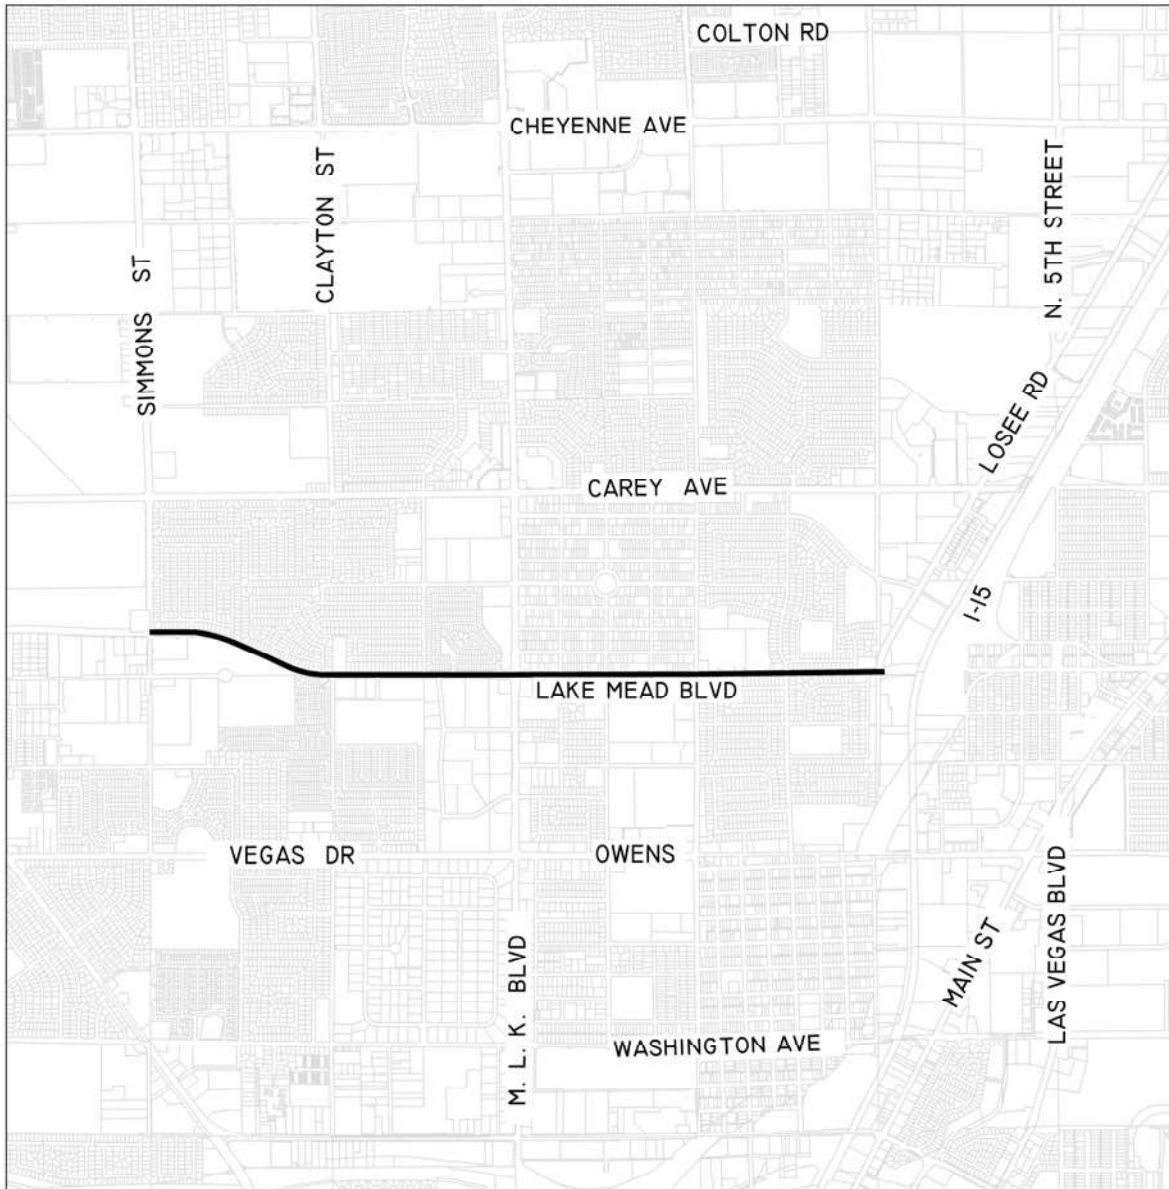 COLTON RD
CHEYENNE AVE
CLAYTON ST
N. 5TH STREET
SIMMONS ST
LOSEE RD
CAREY AVE
I-15
LAKE MEAD BLVD
VEGAS DR
OWENS
LAS VEGAS BLVD
MAIN ST
M. L. K. BLVD
WASHINGTON AVE